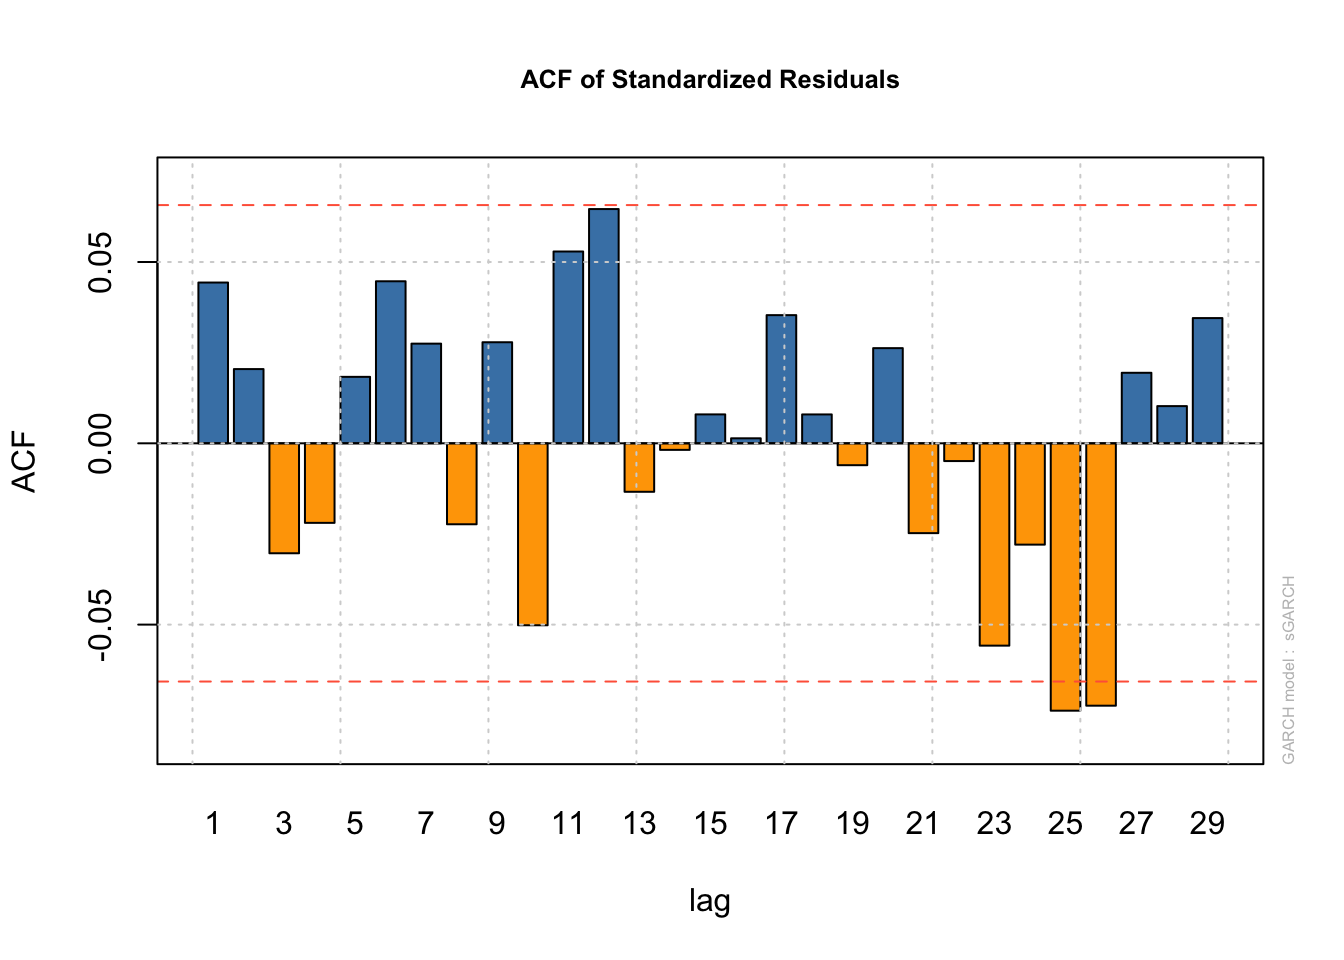 ACF of Standardized Residuals
ACF
0.05
0.00
-0.05
1 3 5 7 9 11 13 15 17 19 21 23 25 27 29
lag
GARCH model : sGARCH